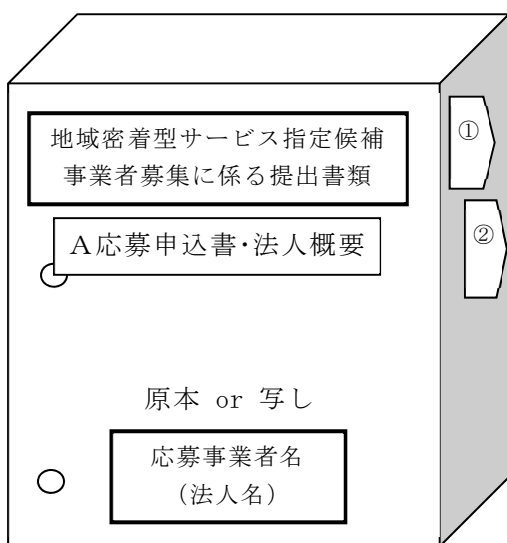 地域密着型サービス指定候補
事業者募集に係る提出書類
①
A応募申込書・法人概要
②
原本 or 写し
応募事業者名
（法人名）